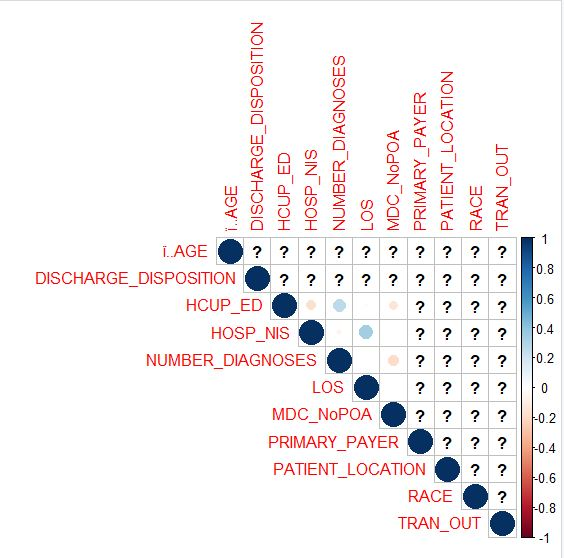 ï..AGE
DISCHARGE_DISPOSITION
HCUP_ED
HOSP_NIS
NUMBER_DIAGNOSES
LOS
MDC_NoPOA
PRIMARY_PAYER
PATIENT_LOCATION
RACE
TRAN_OUT
ï..AGE ? ? ? ? ? ? ? ? ? ?
DISCHARGE_DISPOSITION ? ? ? ? ? ? ? ? ?
HCUP_ED ? ? ? ?
HOSP_NIS ? ? ? ?
NUMBER_DIAGNOSES ? ? ? ?
LOS ? ? ? ?
MDC_NoPOA ? ? ? ?
PRIMARY_PAYER ? ? ?
PATIENT_LOCATION ? ?
RACE ?
TRAN_OUT
1
0.8
0.6
0.4
0.2
0
-0.2
-0.4
-0.6
-0.8
-1